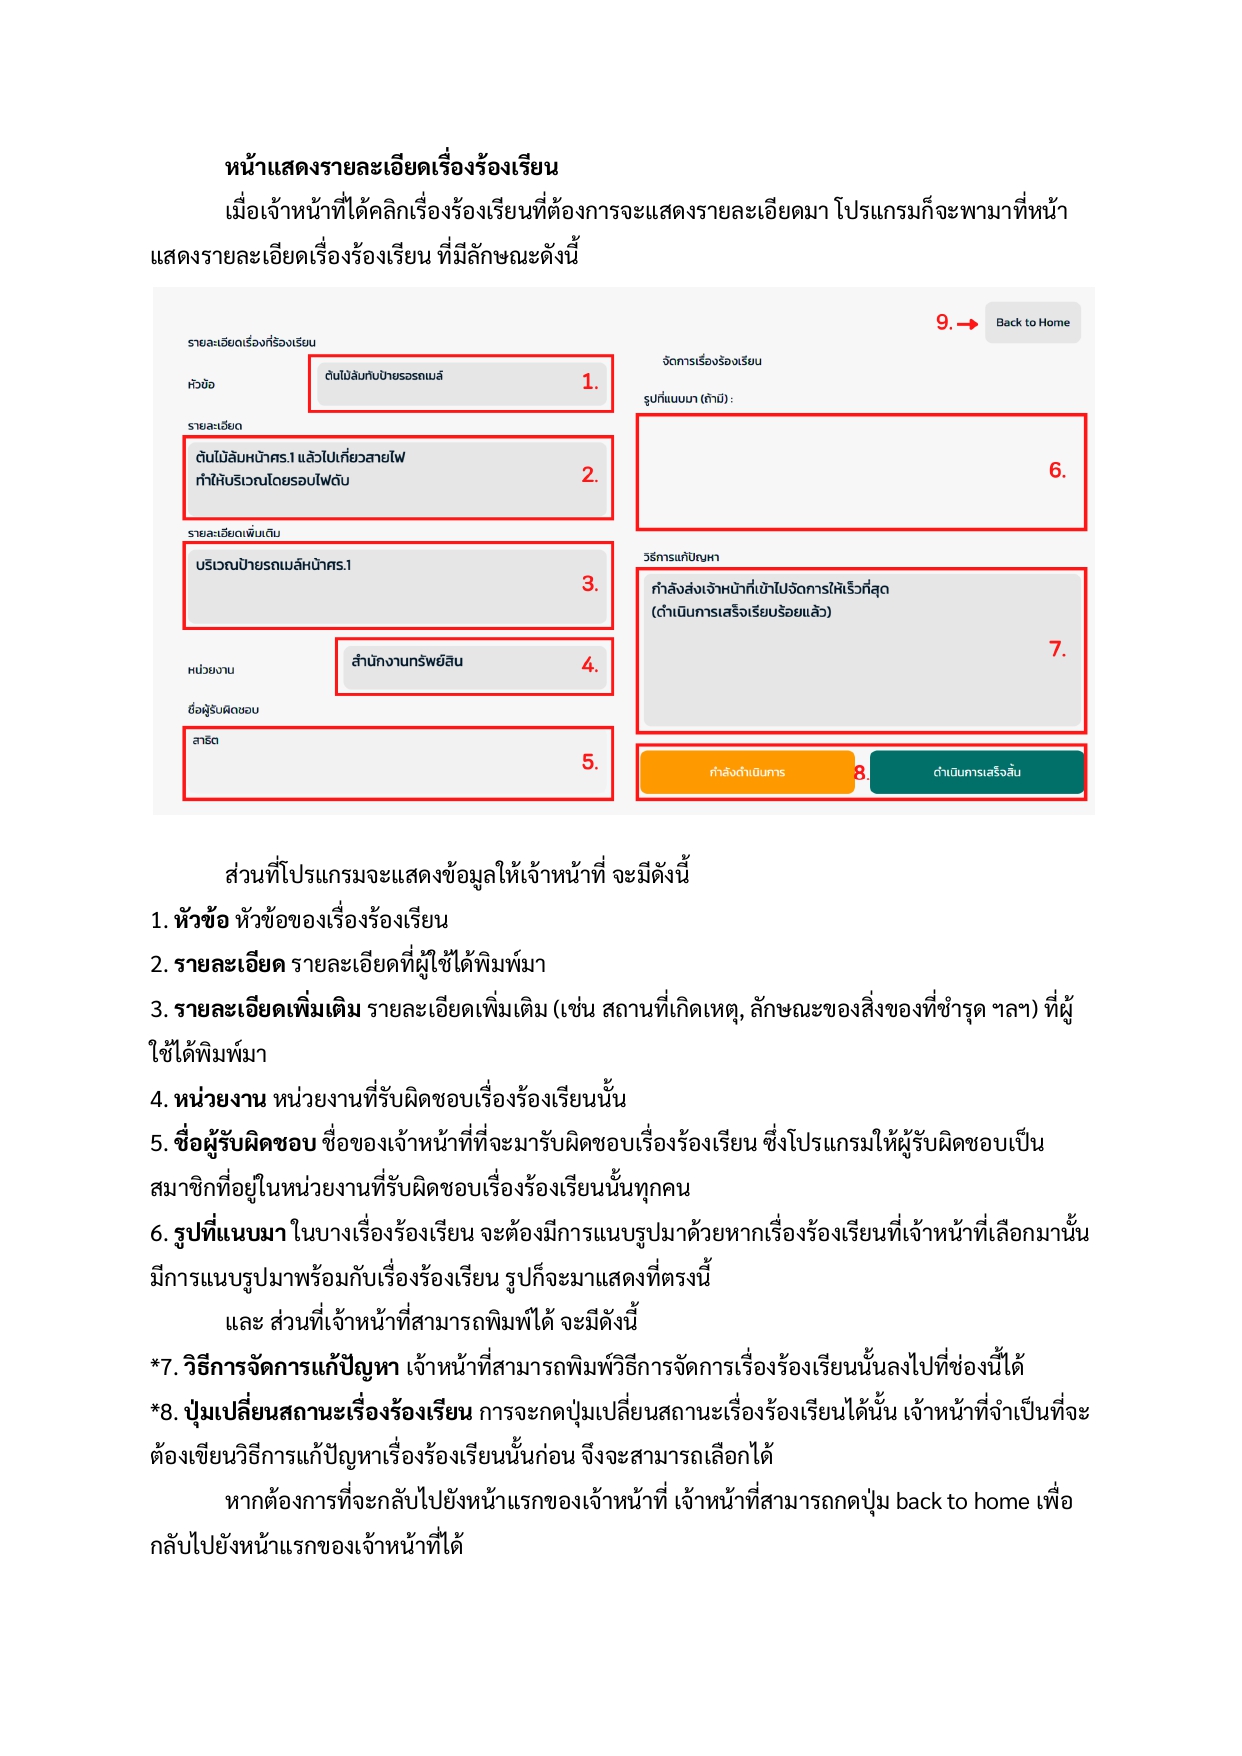 หน้าแสดงรายละเอียดเรื่องร้องเรียน
เมื่อเจ้าหน้าที่ได้คลิกเรื่องร้องเรียนที่ต้องการจะแสดงรายละเอียดมา โปรแกรมก็จะพามาที่หน้า
แสดงรายละเอียดเรื่องร้องเรียน ที่มีลักษณะดังนี้
9. Back to Home
รายละเอียดเรื่องที่ร้องเรียน
หัวข้อ
ต้นไม้ล้มทับป้ายรอรถเมล์
1.
รายละเอียด
ต้นไม้ล้มหน้าศร.1 แล้วไปเกี่ยวสายไฟ
ทำให้บริเวณโดยรอบไฟดับ
2.
รายละเอียดเพิ่มเติม
บริเวณป้ายรถเมล์หน้าศร.1
3.
หน่วยงาน
สำนักงานทรัพย์สิน
4.
ชื่อผู้รับผิดชอบ
สาธิต
5.
จัดการเรื่องร้องเรียน
รูปที่แนบมา (ถ้ามี) :
6.
วิธีการแก้ปัญหา
กำลังส่งเจ้าหน้าที่เข้าไปจัดการให้เร็วที่สุด
(ดำเนินการเสร็จเรียบร้อยแล้ว)
7.
กำลังดำเนินการ
8.
ดำเนินการเสร็จสิ้น
ส่วนที่โปรแกรมจะแสดงข้อมูลให้เจ้าหน้าที่ จะมีดังนี้
1. หัวข้อ หัวข้อของเรื่องร้องเรียน
2. รายละเอียด รายละเอียดที่ผู้ใช้ได้พิมพ์มา
3. รายละเอียดเพิ่มเติม รายละเอียดเพิ่มเติม (เช่น สถานที่เกิดเหตุ, ลักษณะของสิ่งของที่ชำรุด ฯลฯ) ที่ผู้
ใช้ได้พิมพ์มา
4. หน่วยงาน หน่วยงานที่รับผิดชอบเรื่องร้องเรียนนั้น
5. ชื่อผู้รับผิดชอบ ชื่อของเจ้าหน้าที่ที่จะมารับผิดชอบเรื่องร้องเรียน ซึ่งโปรแกรมให้ผู้รับผิดชอบเป็น
สมาชิกที่อยู่ในหน่วยงานที่รับผิดชอบเรื่องร้องเรียนนั้นทุกคน
6. รูปที่แนบมา ในบางเรื่องร้องเรียน จะต้องมีการแนบรูปมาด้วยหากเรื่องร้องเรียนที่เจ้าหน้าที่เลือกมานั้น
มีการแนบรูปมาพร้อมกับเรื่องร้องเรียน รูปก็จะมาแสดงที่ตรงนี้
และ ส่วนที่เจ้าหน้าที่สามารถพิมพ์ได้ จะมีดังนี้
*7. วิธีการจัดการแก้ปัญหา เจ้าหน้าที่สามารถพิมพ์วิธีการจัดการเรื่องร้องเรียนนั้นลงไปที่ช่องนี้ได้
*8. ปุ่มเปลี่ยนสถานะเรื่องร้องเรียน การจะกดปุ่มเปลี่ยนสถานะเรื่องร้องเรียนได้นั้น เจ้าหน้าที่จำเป็นที่จะ
ต้องเขียนวิธีการแก้ปัญหาเรื่องร้องเรียนนั้นก่อน จึงจะสามารถเลือกได้
หากต้องการที่จะกลับไปยังหน้าแรกของเจ้าหน้าที่ เจ้าหน้าที่สามารถกดปุ่ม back to home เพื่อ
กลับไปยังหน้าแรกของเจ้าหน้าที่ได้